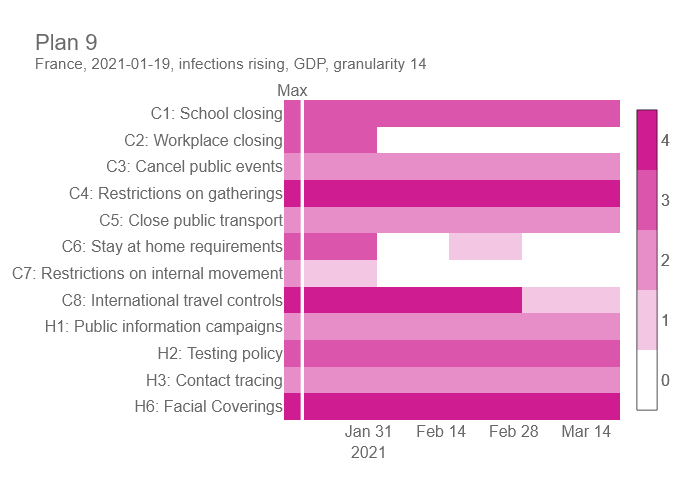 Plan 9
France, 2021-01-19, infections rising, GDP, granularity 14
Max
C1: School closing
C2: Workplace closing
C3: Cancel public events
C4: Restrictions on gatherings
C5: Close public transport
C6: Stay at home requirements
C7: Restrictions on internal movement
C8: International travel controls
H1: Public information campaigns
H2: Testing policy
H3: Contact tracing
H6: Facial Coverings
4
3
2
1
0
Jan 31 Feb 14 Feb 28 Mar 14
2021